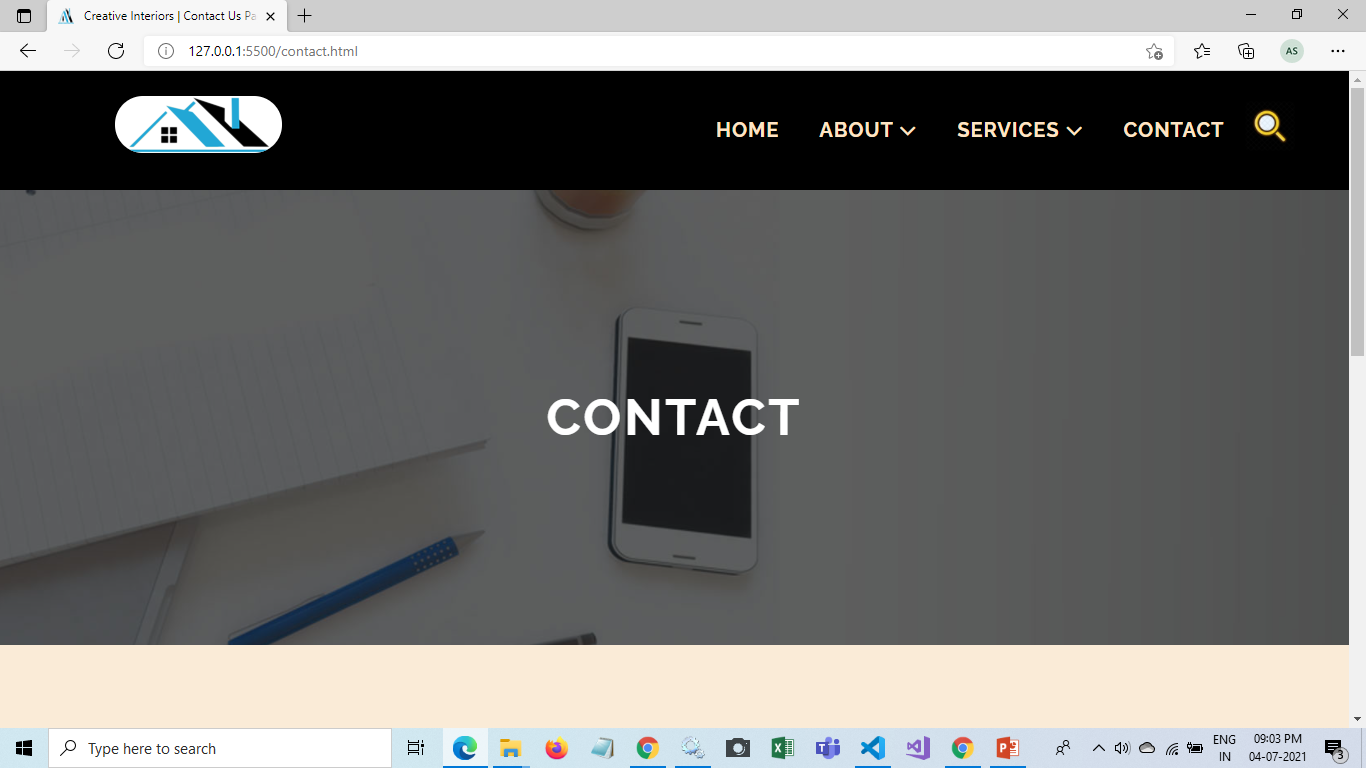 Creative Interiors | Contact Us Pa
127.0.0.1:5500/contact.html
AS
HOME ABOUT SERVICES CONTACT
CONTACT
Type here to search
ENG
IN
09:03 PM
04-07-2021
3